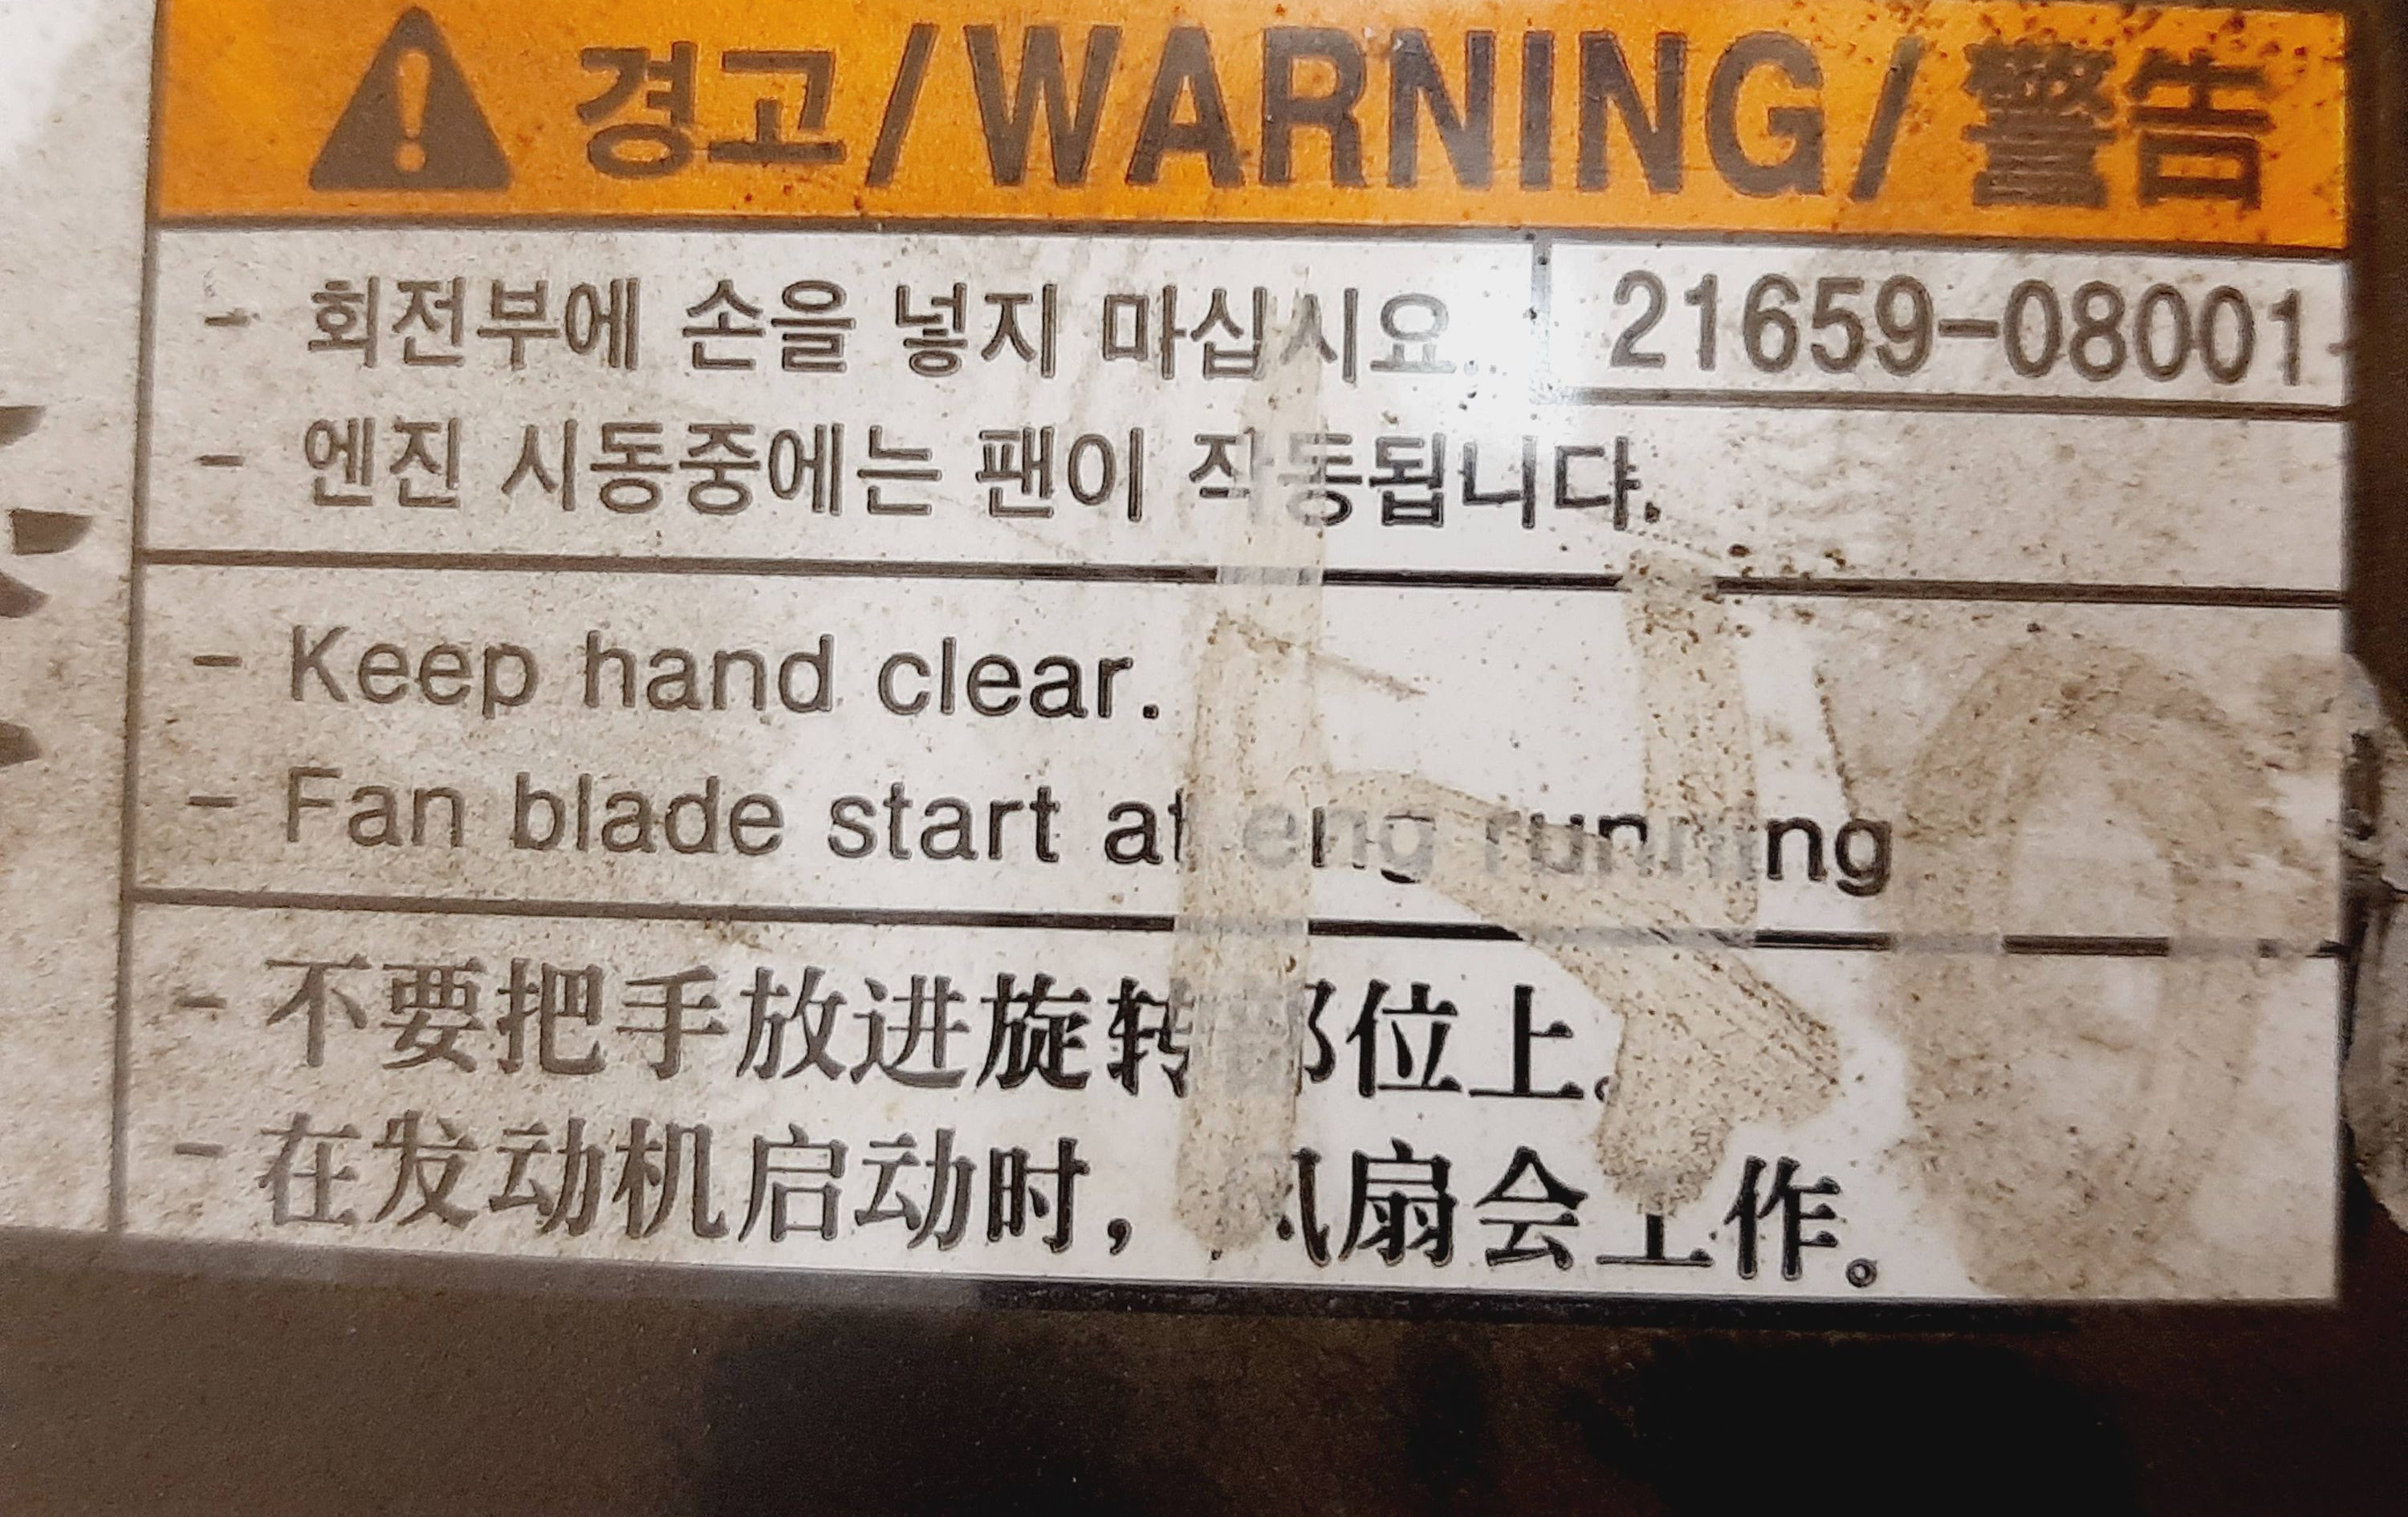 경고/WARNING/警告
- 회전부에 손을 넣지 마십시요.
21659-08001
- 엔진 시동중에는 팬이 작동됩니다.
- Keep hand clear.
- Fan blade start at eng running
- 不要把手放进旋转部位上。
- 在发动机启动时，风扇会工作。